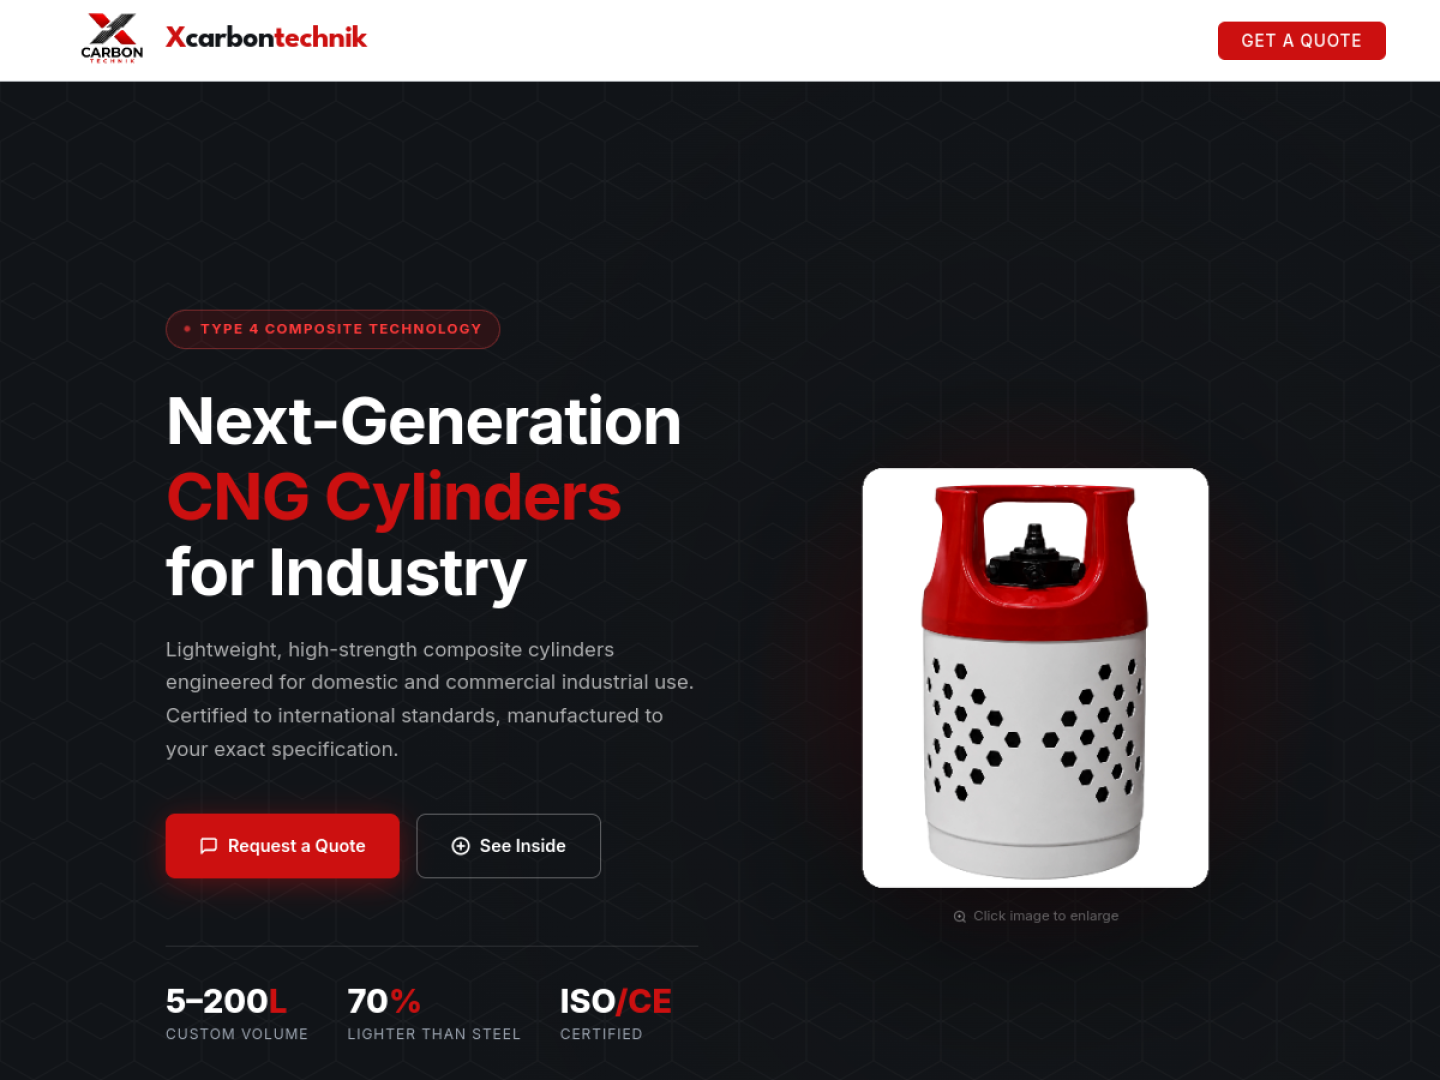 CARBON
TECHNIK
Xcarbontechnik
GET A QUOTE
TYPE 4 COMPOSITE TECHNOLOGY
Next-Generation
CNG Cylinders
for Industry
Lightweight, high-strength composite cylinders
engineered for domestic and commercial industrial use.
Certified to international standards, manufactured to
your exact specification.
Request a Quote
See Inside
Click image to enlarge
5–200L
CUSTOM VOLUME
70%
LIGHTER THAN STEEL
ISO/CE
CERTIFIED